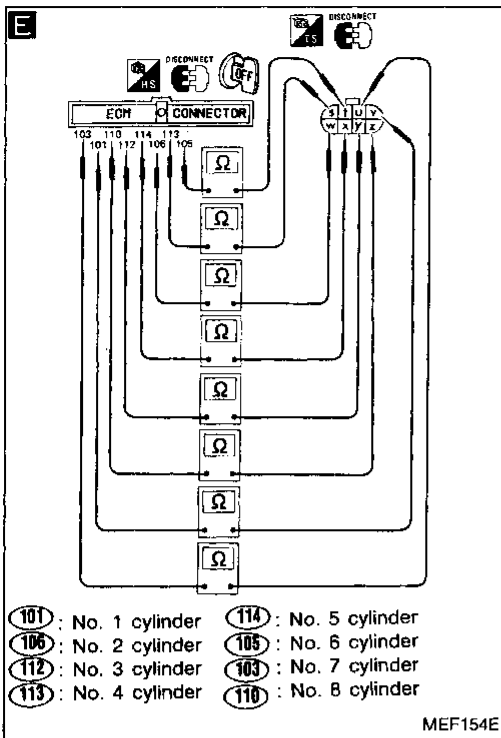 E
DISCONNECT
T.S.
H.S.
DISCONNECT
OFF
ECM CONNECTOR
103 110 114 113
101 112 106 105
s t u v
w x y z
Ω
Ω
Ω
Ω
Ω
Ω
Ω
Ω
101 : No. 1 cylinder 114 : No. 5 cylinder
106 : No. 2 cylinder 105 : No. 6 cylinder
112 : No. 3 cylinder 103 : No. 7 cylinder
113 : No. 4 cylinder 110 : No. 8 cylinder
MEF154E